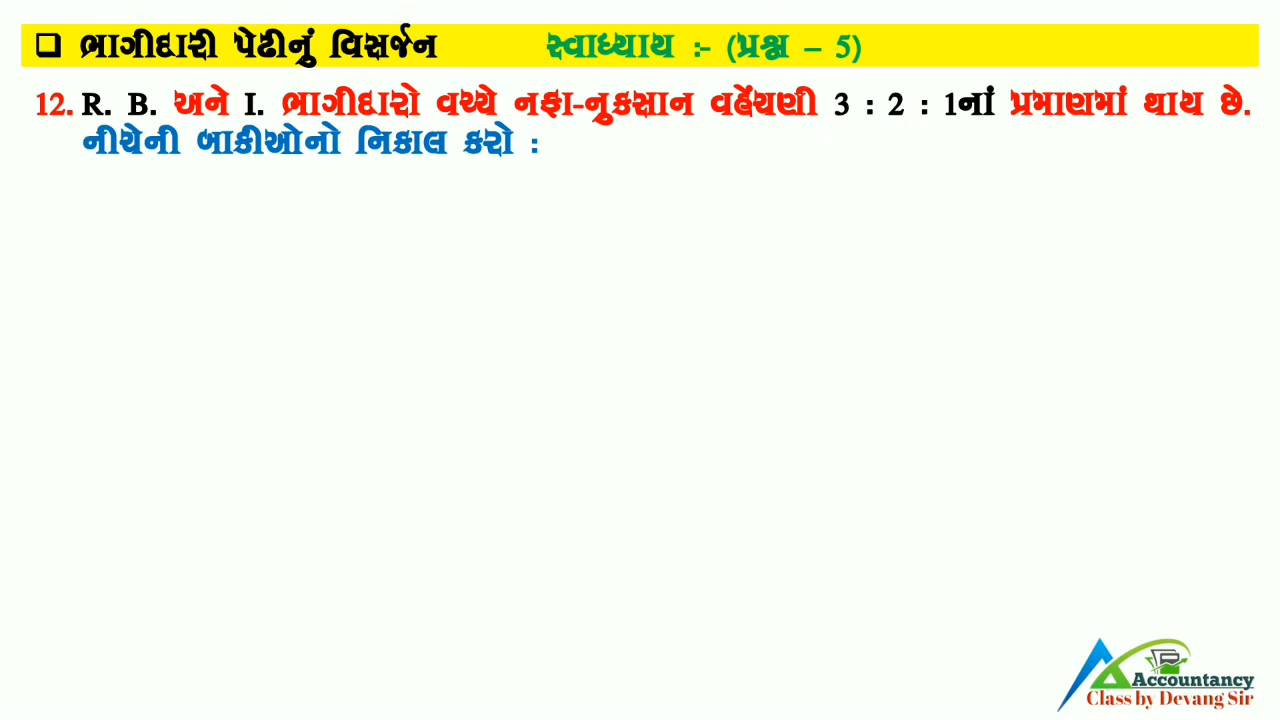 ❑ ભાગીદારી પેઢીનું વિસર્જન સ્વાધ્યાય :- (પ્રશ્ન – 5)
12. R. B. અને I. ભાગીદારો વચ્ચે નફા-નુકસાન વહેંચણી 3 : 2 : 1નાં પ્રમાણમાં થાય છે.
નીચેની બાકીઓનો નિકાલ કરો :
Accountancy
Class by Devang Sir